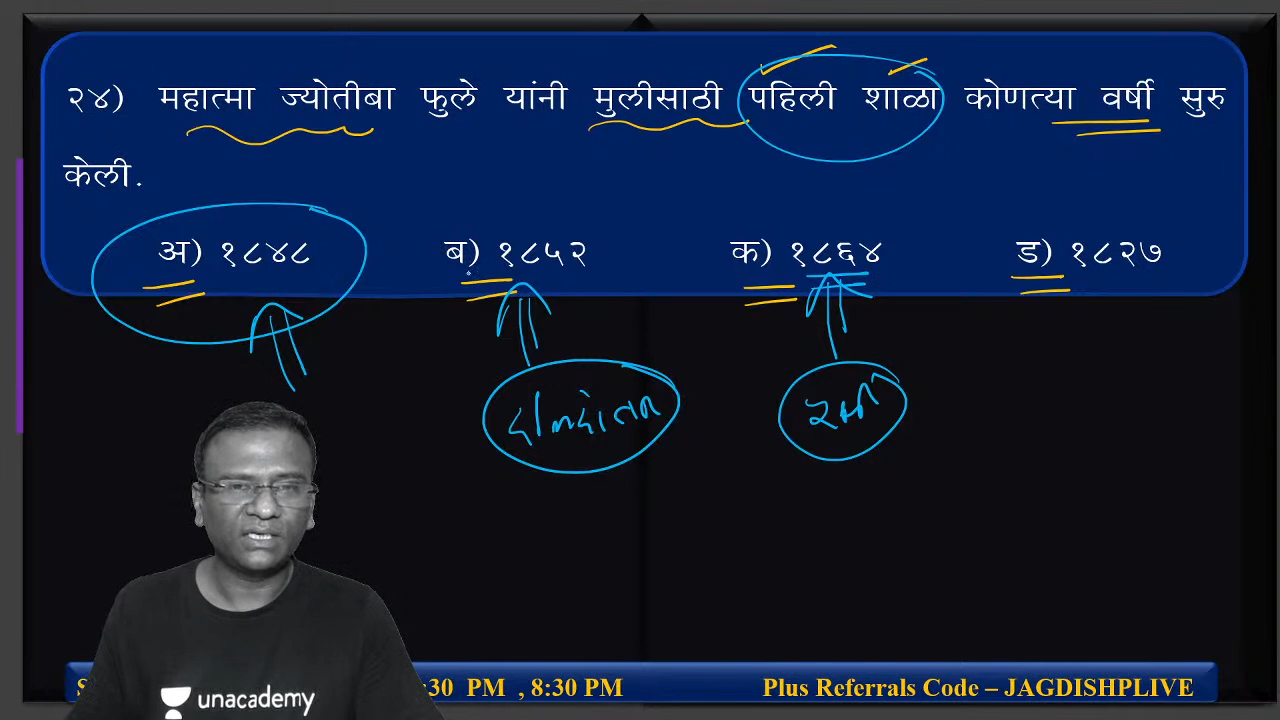 २४) महात्मा ज्योतीबा फुले यांनी मुलीसाठी पहिली शाळा कोणत्या वर्षी सुरु
केली.
अ) १८४८ ब) १८५२ क) १८६४ ड) १८२७
unacademy
:30 PM , 8:30 PM Plus Referrals Code – JAGDISHPLIVE